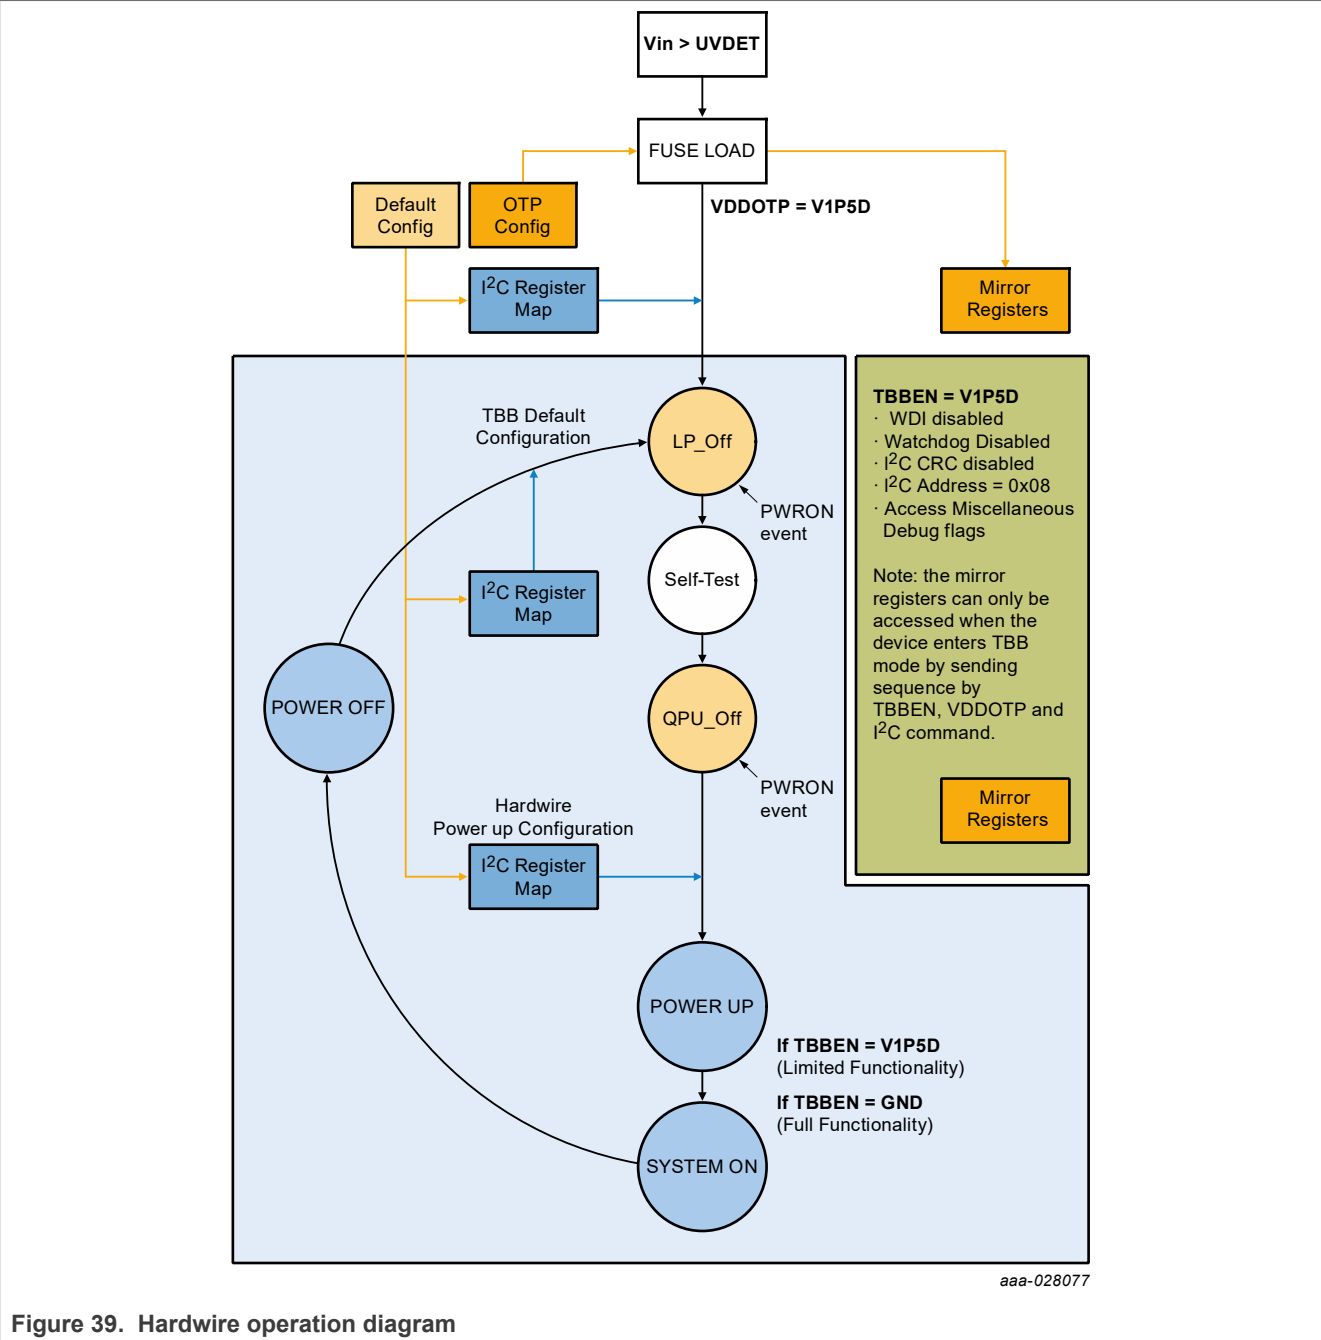 Vin > UVDET
FUSE LOAD
VDDOTP = V1P5D
Default
Config
OTP
Config
I2C Register
Map
Mirror
Registers
TBB Default
Configuration
LP_Off
PWRON
event
Self-Test
I2C Register
Map
POWER OFF
QPU_Off
PWRON
event
Hardwire
Power up Configuration
I2C Register
Map
POWER UP
If TBBEN = V1P5D
(Limited Functionality)
If TBBEN = GND
(Full Functionality)
SYSTEM ON
TBBEN = V1P5D
· WDI disabled
· Watchdog Disabled
· I2C CRC disabled
· I2C Address = 0x08
· Access Miscellaneous
Debug flags
Note: the mirror
registers can only be
accessed when the
device enters TBB
mode by sending
sequence by
TBBEN, VDDOTP and
I2C command.
Mirror
Registers
aaa-028077
Figure 39. Hardwire operation diagram